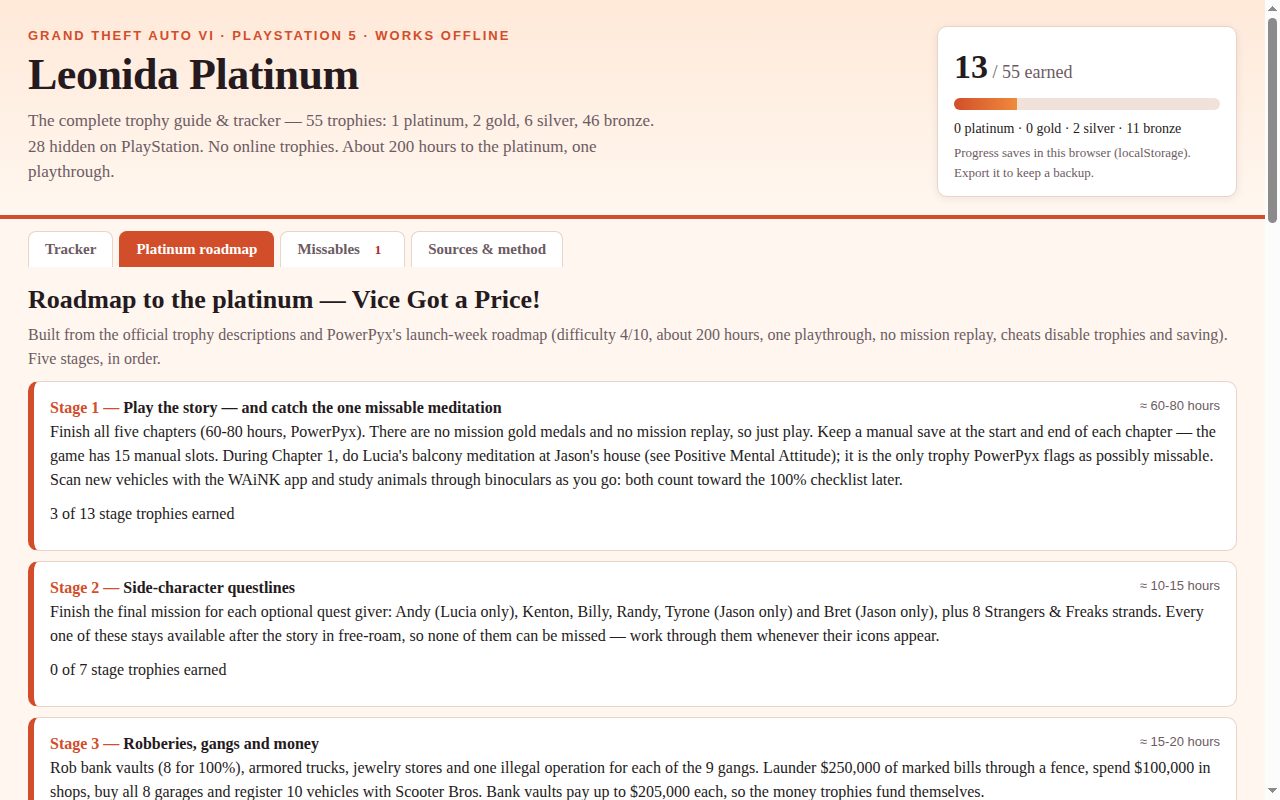 GRAND THEFT AUTO VI · PLAYSTATION 5 · WORKS OFFLINE
Leonida Platinum
The complete trophy guide & tracker — 55 trophies: 1 platinum, 2 gold, 6 silver, 46 bronze.
28 hidden on PlayStation. No online trophies. About 200 hours to the platinum, one
playthrough.
13 / 55 earned
0 platinum · 0 gold · 2 silver · 11 bronze
Progress saves in this browser (localStorage).
Export it to keep a backup.
Tracker
Platinum roadmap
Missables 1
Sources & method
Roadmap to the platinum — Vice Got a Price!
Built from the official trophy descriptions and PowerPyx's launch-week roadmap (difficulty 4/10, about 200 hours, one playthrough, no mission replay, cheats disable trophies and saving).
Five stages, in order.
Stage 1 — Play the story — and catch the one missable meditation
≈ 60-80 hours
Finish all five chapters (60-80 hours, PowerPyx). There are no mission gold medals and no mission replay, so just play. Keep a manual save at the start and end of each chapter — the
game has 15 manual slots. During Chapter 1, do Lucia's balcony meditation at Jason's house (see Positive Mental Attitude); it is the only trophy PowerPyx flags as possibly missable.
Scan new vehicles with the WAiNK app and study animals through binoculars as you go: both count toward the 100% checklist later.
3 of 13 stage trophies earned
Stage 2 — Side-character questlines
≈ 10-15 hours
Finish the final mission for each optional quest giver: Andy (Lucia only), Kenton, Billy, Randy, Tyrone (Jason only) and Bret (Jason only), plus 8 Strangers & Freaks strands. Every
one of these stays available after the story in free-roam, so none of them can be missed — work through them whenever their icons appear.
0 of 7 stage trophies earned
Stage 3 — Robberies, gangs and money
≈ 15-20 hours
Rob bank vaults (8 for 100%), armored trucks, jewelry stores and one illegal operation for each of the 9 gangs. Launder $250,000 of marked bills through a fence, spend $100,000 in
shops, buy all 8 garages and register 10 vehicles with Scooter Bros. Bank vaults pay up to $205,000 each, so the money trophies fund themselves.